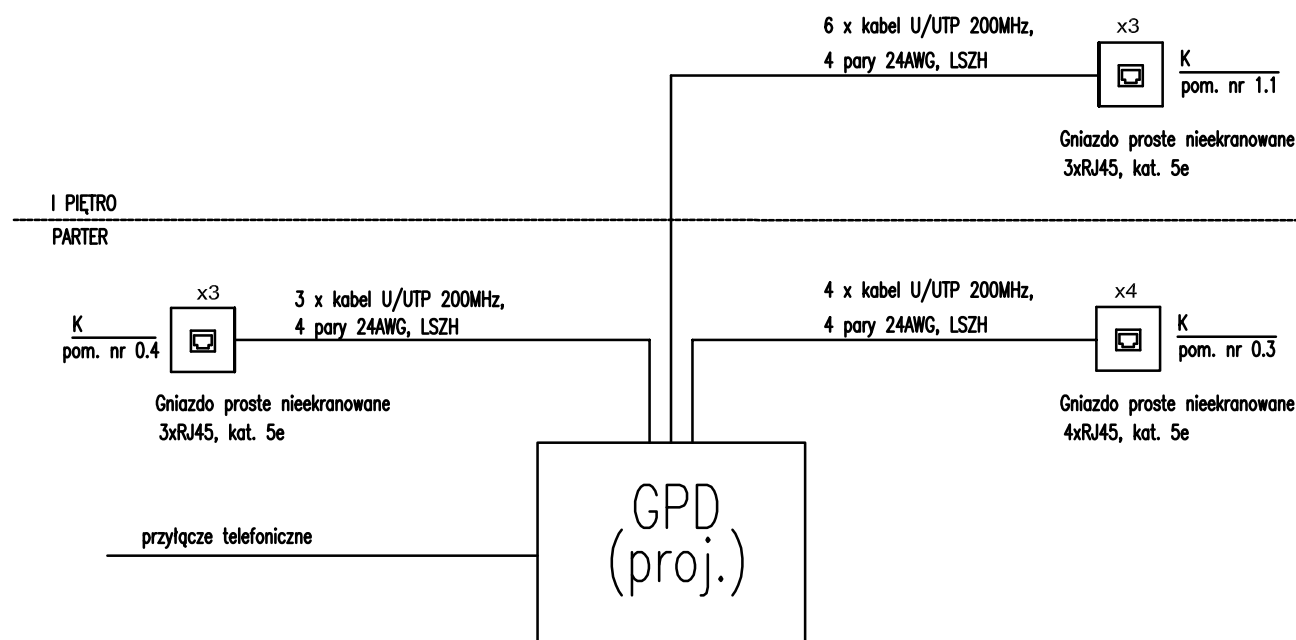 6 x kabel U/UTP 200MHz,
4 pary 24AWG, LSZH
x3
K
pom. nr 1.1
Gniazdo proste nieekranowane
3xRJ45, kat. 5e
I PIĘTRO
PARTER
x3
K
pom. nr 0.4
3 x kabel U/UTP 200MHz,
4 pary 24AWG, LSZH
Gniazdo proste nieekranowane
3xRJ45, kat. 5e
4 x kabel U/UTP 200MHz,
4 pary 24AWG, LSZH
x4
K
pom. nr 0.3
Gniazdo proste nieekranowane
4xRJ45, kat. 5e
GPD
(proj.)
przyłącze telefoniczne